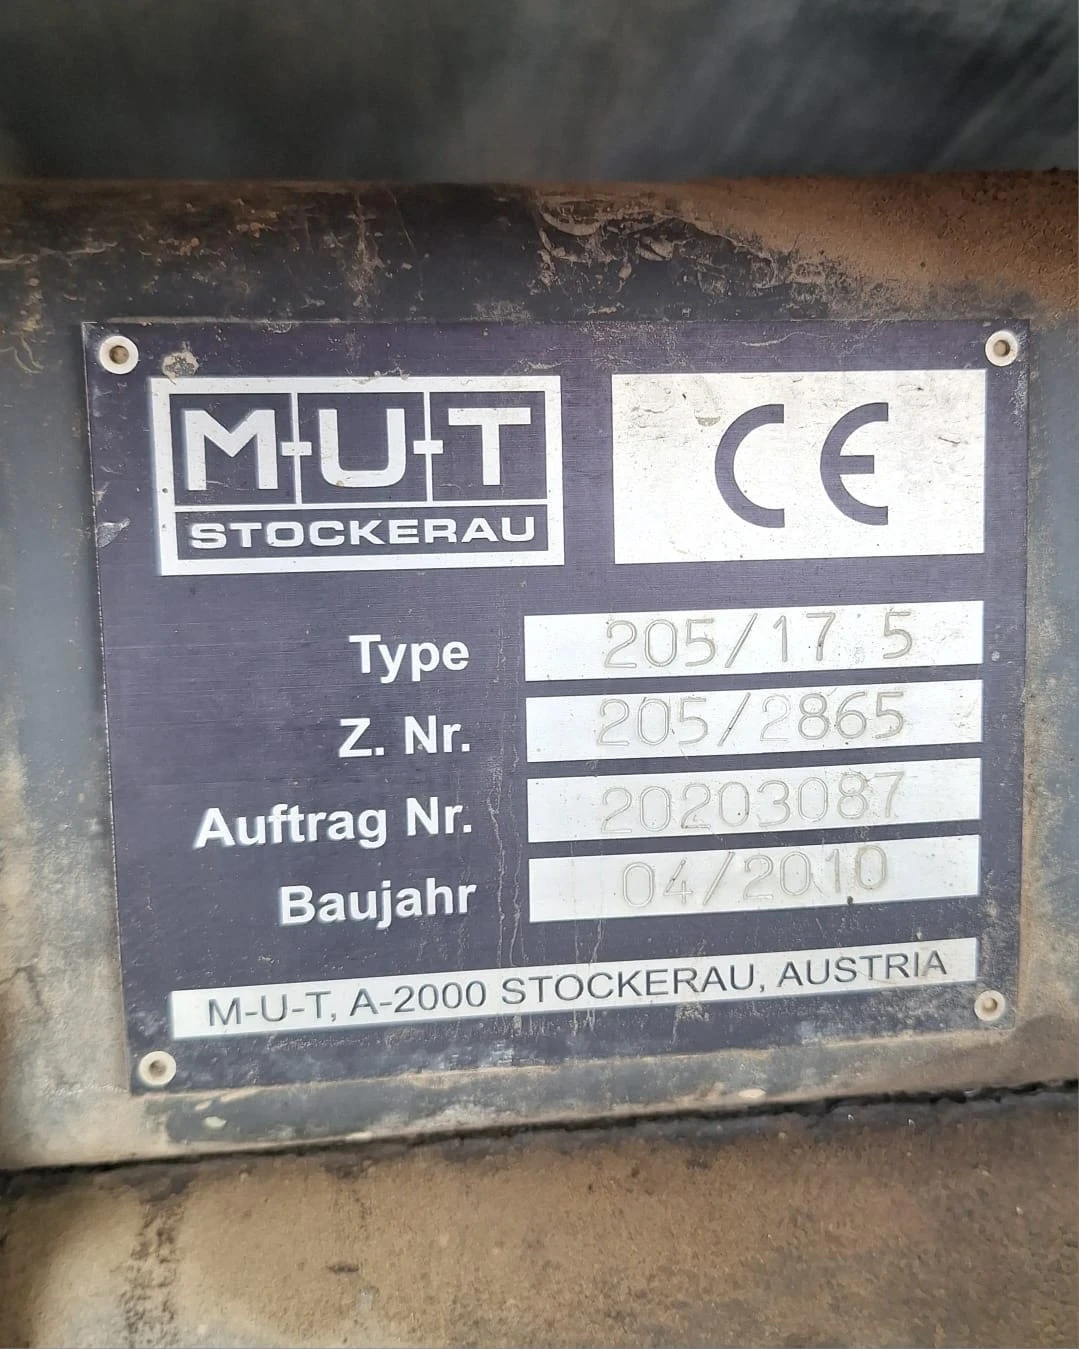 M-U-T
STOCKERAU
CE
Type 205/17 5
Z. Nr. 205/2865
Auftrag Nr. 20203087
Baujahr 04/2010
M-U-T, A-2000 STOCKERAU, AUSTRIA